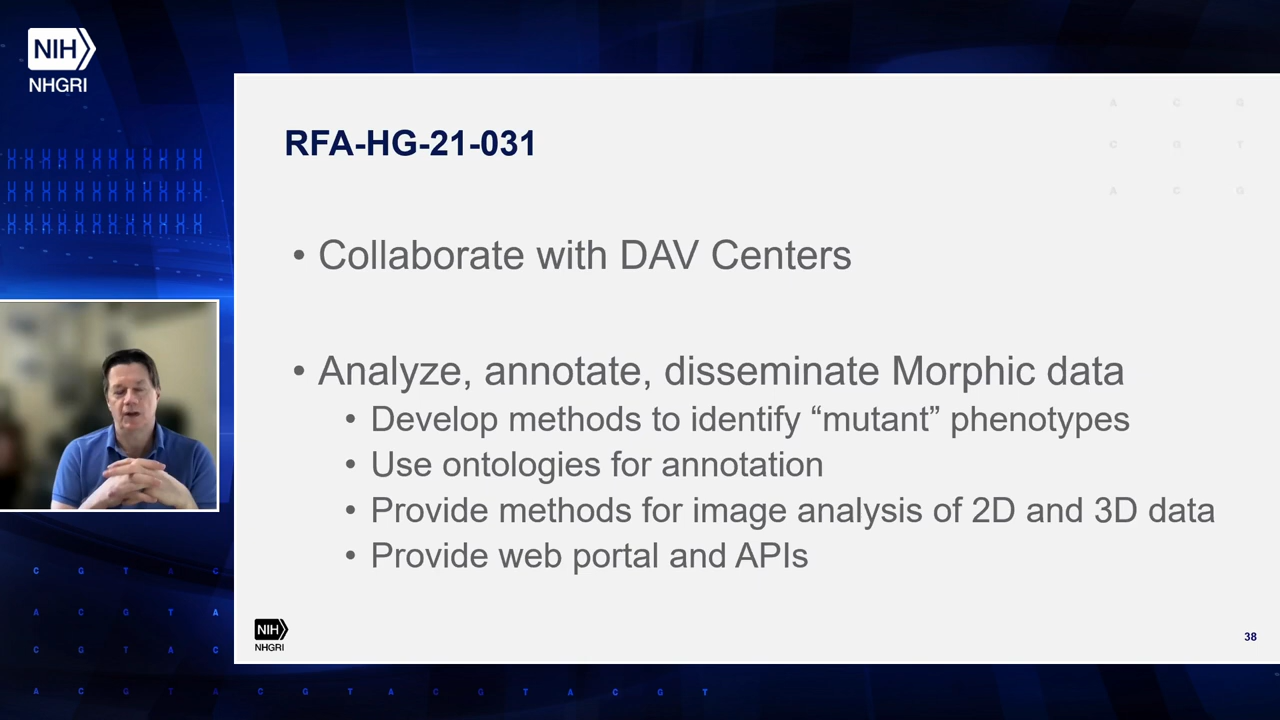 NIH
NHGRI
RFA-HG-21-031
• Collaborate with DAV Centers
• Analyze, annotate, disseminate Morphic data
• Develop methods to identify “mutant” phenotypes
• Use ontologies for annotation
• Provide methods for image analysis of 2D and 3D data
• Provide web portal and APIs
NIH
NHGRI
38
A C G
C G T
A C G
C G T A C
A C G T A
C G T A C
A C G T A C G T A C G T A C G T